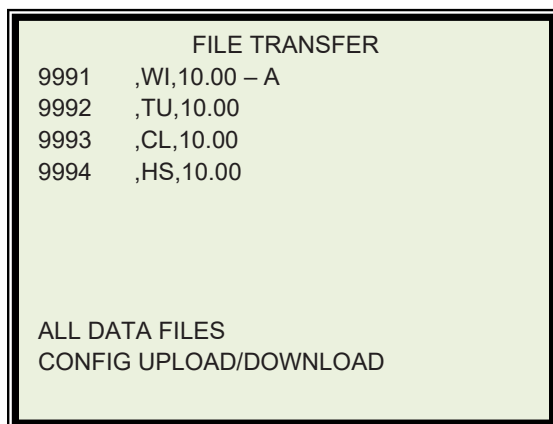 FILE TRANSFER
9991 ,WI,10.00 – A
9992 ,TU,10.00
9993 ,CL,10.00
9994 ,HS,10.00
ALL DATA FILES
CONFIG UPLOAD/DOWNLOAD